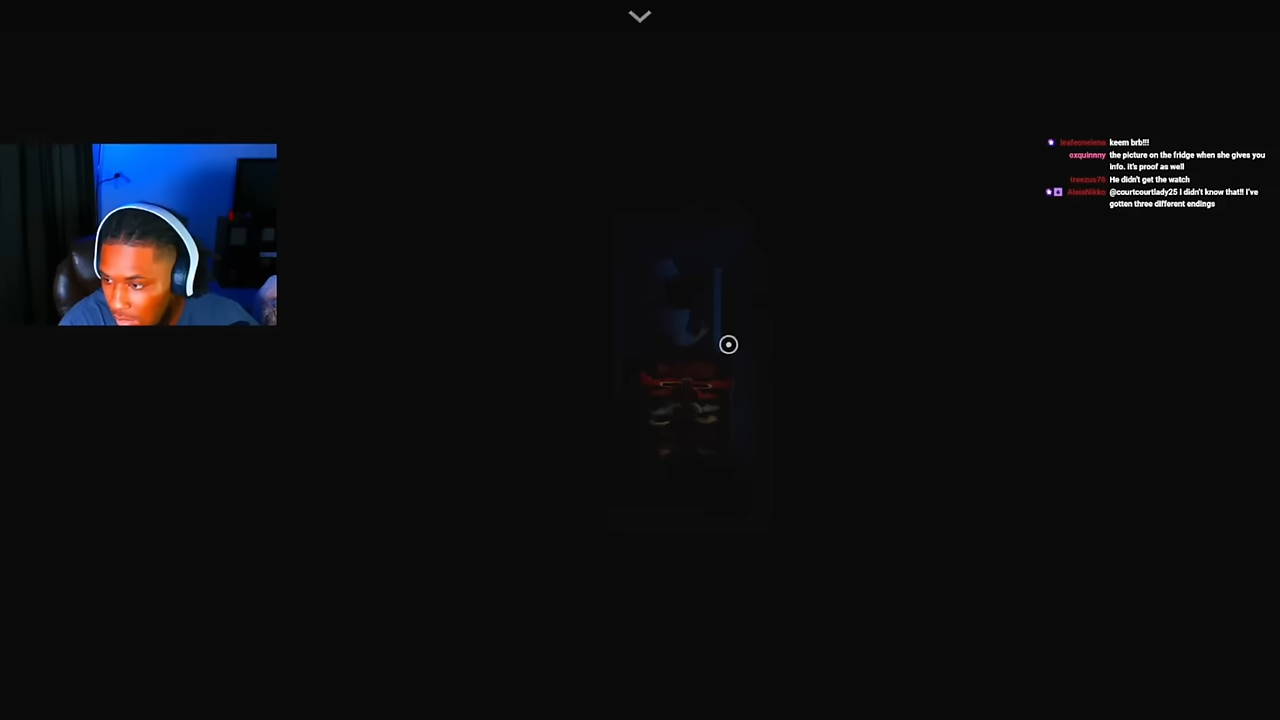 keem brb!!!
oxquinnny the picture on the fridge when she gives you
info. it's proof as well
He didn't get the watch
@courtcourtlady25 I didn't know that!! I've
gotten three different endings